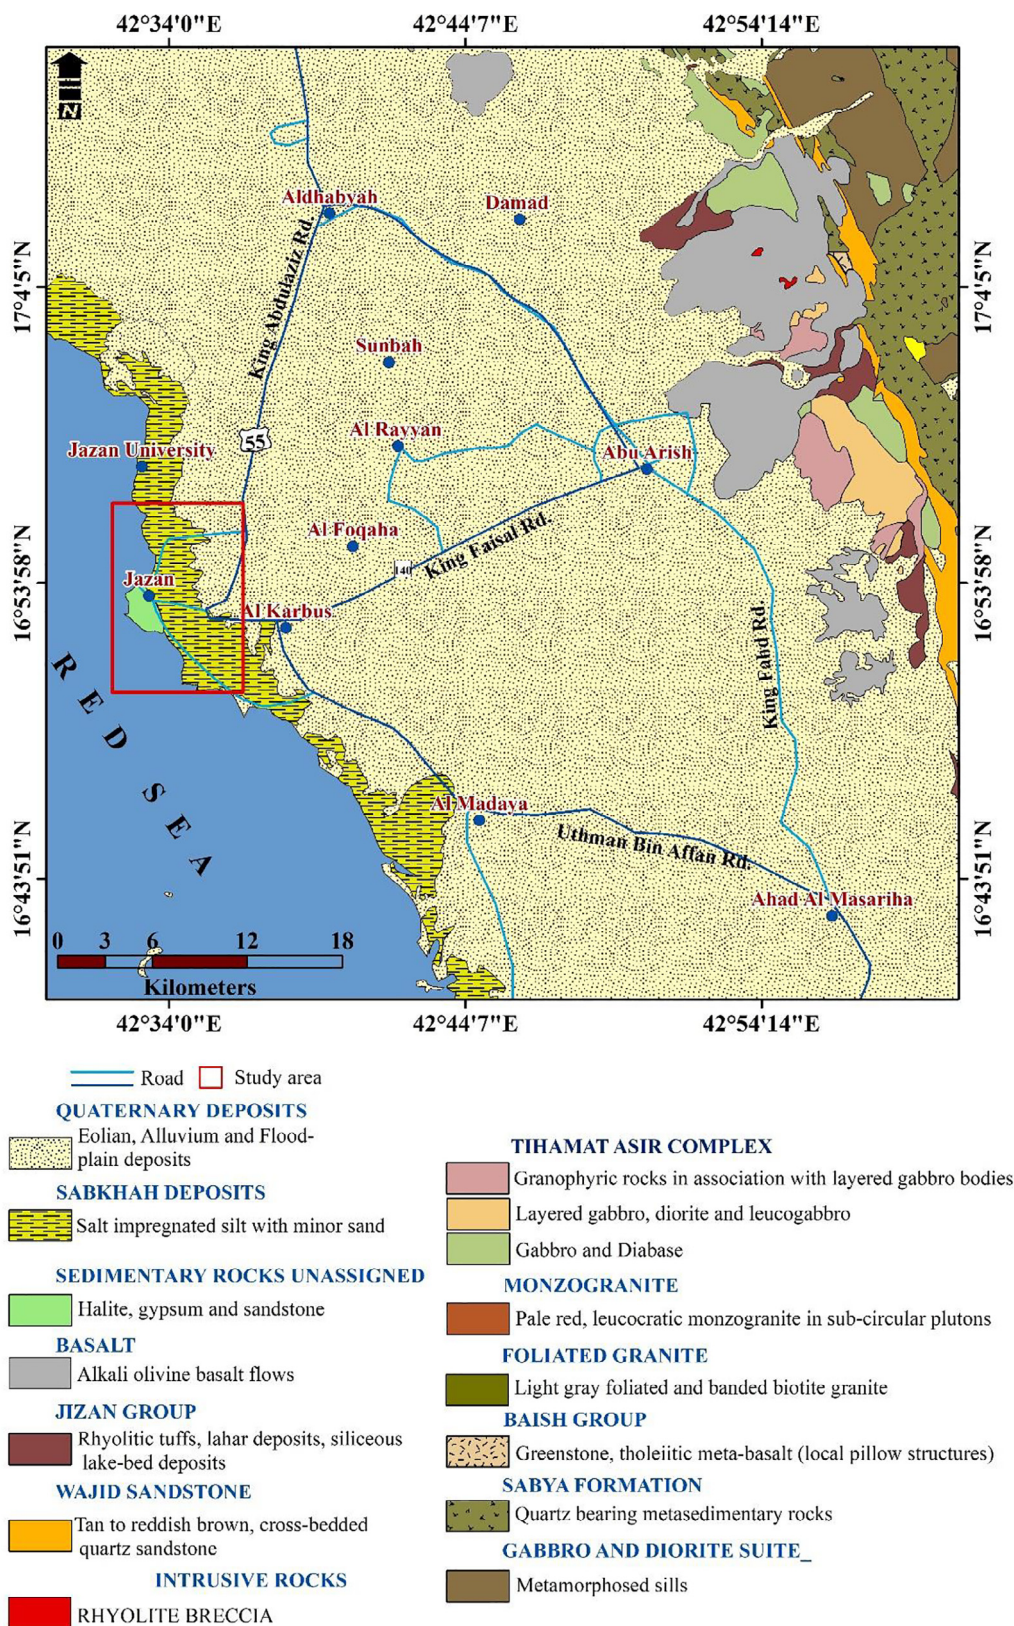 42°34'0"E
42°44'7"E
42°54'14"E
N
17°4'5"N
17°4'5"N
Aldhabyah
Damad
King Abdulaziz Rd.
Sunbah
Al Rayyan
55
Jazan University
Abu Arish
Al Foqaha
King Faisal Rd.
140
16°53'58"N
16°53'58"N
Jazan
Al Karbus
King Fahd Rd.
RED SEA
Al Madaya
Uthman Bin Affan Rd.
Ahad Al Masariha
16°43'51"N
16°43'51"N
0 3 6 12 18
Kilometers
42°34'0"E
42°44'7"E
42°54'14"E
Road
Study area
QUATERNARY DEPOSITS
Eolian, Alluvium and Flood-
plain deposits
SABKHAH DEPOSITS
Salt impregnated silt with minor sand
SEDIMENTARY ROCKS UNASSIGNED
Halite, gypsum and sandstone
BASALT
Alkali olivine basalt flows
JIZAN GROUP
Rhyolitic tuffs, lahar deposits, siliceous
lake-bed deposits
WAJID SANDSTONE
Tan to reddish brown, cross-bedded
quartz sandstone
INTRUSIVE ROCKS
RHYOLITE BRECCIA
TIHAMAT ASIR COMPLEX
Granophyric rocks in association with layered gabbro bodies
Layered gabbro, diorite and leucogabbro
Gabbro and Diabase
MONZOGRANITE
Pale red, leucocratic monzogranite in sub-circular plutons
FOLIATED GRANITE
Light gray foliated and banded biotite granite
BAISH GROUP
Greenstone, tholeiitic meta-basalt (local pillow structures)
SABYA FORMATION
Quartz bearing metasedimentary rocks
GABBRO AND DIORITE SUITE_
Metamorphosed sills